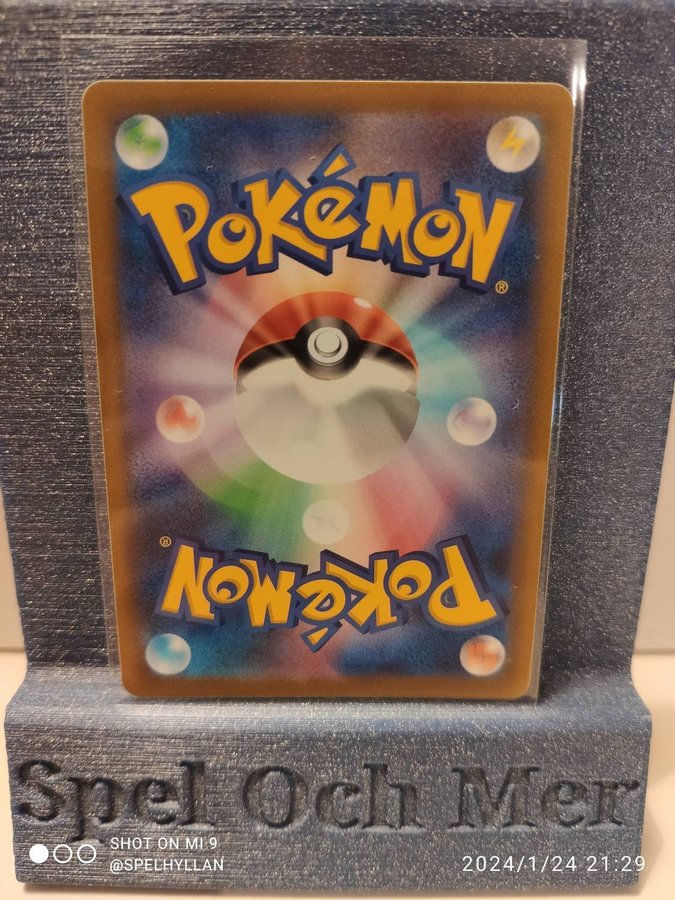 POKéMON
®
®
POKéMON
Spel Och Mer
SHOT ON MI 9
@SPELHYLLAN
2024/1/24 21:29